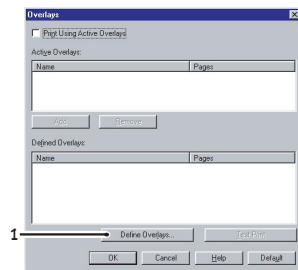 Overlays
Print Using Active Overlays
Active Overlays:
Name Pages
Add Remove
Defined Overlays:
Name Pages
1 Define Overlays... Test Print
OK Cancel Help Default